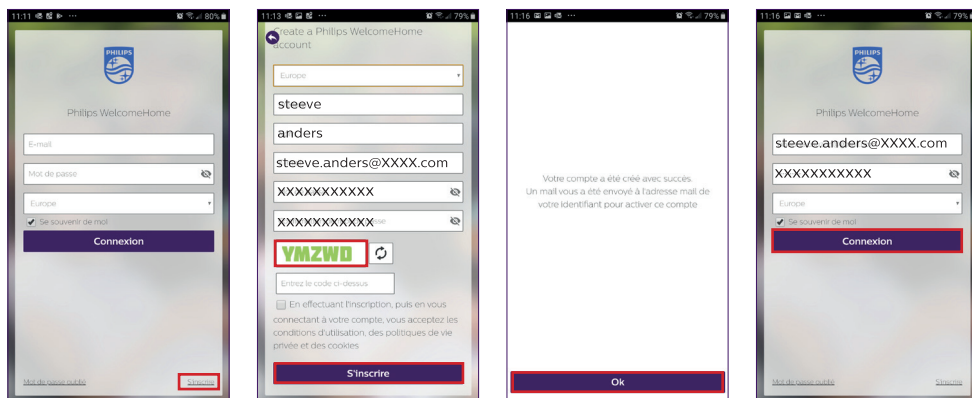 11:11 80%
PHILIPS
Philips WelcomeHome
E-mail
Mot de passe
Europe
Se souvenir de moi
Connexion
Mot de passe oublié S'inscrire
11:13 79%
Create a Philips WelcomeHome
account
Europe
steeve
anders
steeve.anders@XXXX.com
XXXXXXXXXXX
XXXXXXXXXXX
YMZWD
Entrez le code ci-dessus
En effectuant l'inscription, puis en vous
connectant à votre compte, vous acceptez les
conditions d'utilisation, des politiques de vie
privée et des cookies
S'inscrire
11:16 79%
Votre compte a été créé avec succès.
Un mail vous a été envoyé à l'adresse mail de
votre identifiant pour activer ce compte
Ok
11:16 79%
PHILIPS
Philips WelcomeHome
steeve.anders@XXXX.com
XXXXXXXXXXX
Europe
Se souvenir de moi
Connexion
Mot de passe oublié S'inscrire